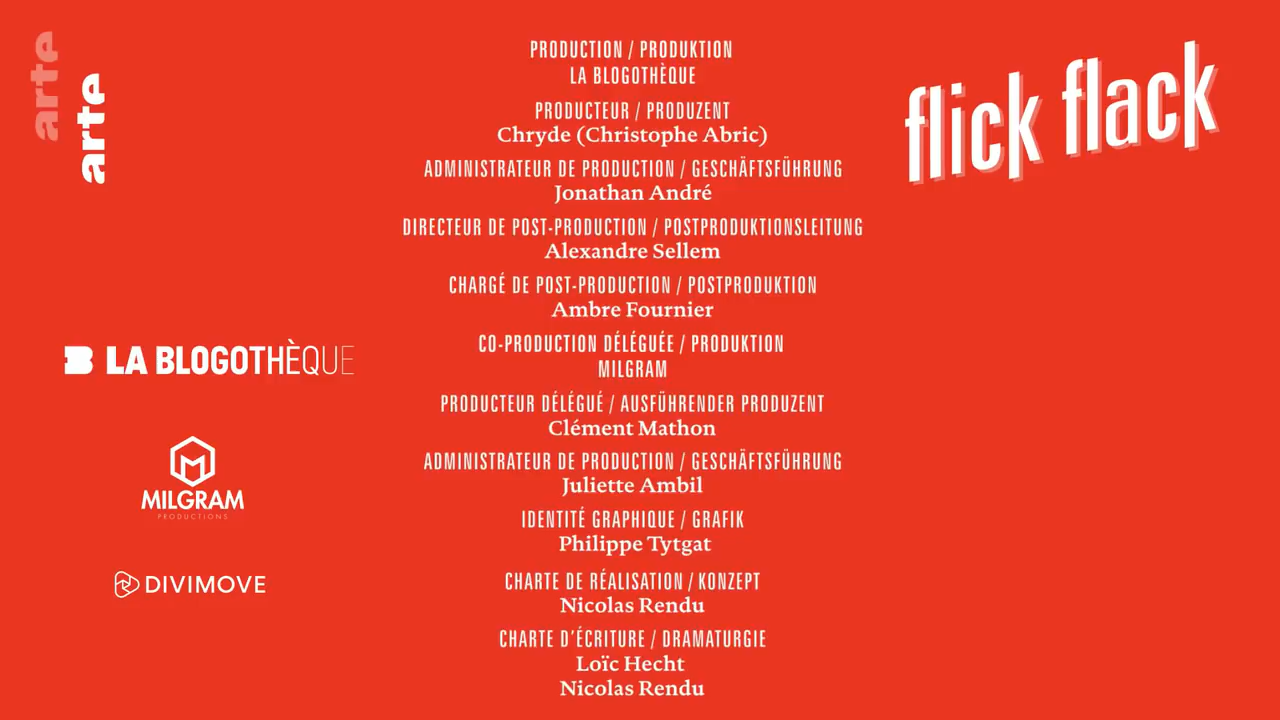 arte
arte
flick flack
PRODUCTION / PRODUKTION
LA BLOGOTHÈQUE
PRODUCTEUR / PRODUZENT
Chryde (Christophe Abric)
ADMINISTRATEUR DE PRODUCTION / GESCHÄFTSFÜHRUNG
Jonathan André
DIRECTEUR DE POST-PRODUCTION / POSTPRODUKTIONSLEITUNG
Alexandre Sellem
CHARGÉ DE POST-PRODUCTION / POSTPRODUKTION
Ambre Fournier
CO-PRODUCTION DÉLÉGUÉE / PRODUKTION
MILGRAM
PRODUCTEUR DÉLÉGUÉ / AUSFÜHRENDER PRODUZENT
Clément Mathon
ADMINISTRATEUR DE PRODUCTION / GESCHÄFTSFÜHRUNG
Juliette Ambil
IDENTITÉ GRAPHIQUE / GRAFIK
Philippe Tytgat
CHARTE DE RÉALISATION / KONZEPT
Nicolas Rendu
CHARTE D'ÉCRITURE / DRAMATURGIE
Loïc Hecht
Nicolas Rendu
B LA BLOGOTHÈQUE
MILGRAM
PRODUCTIONS
DIVIMOVE